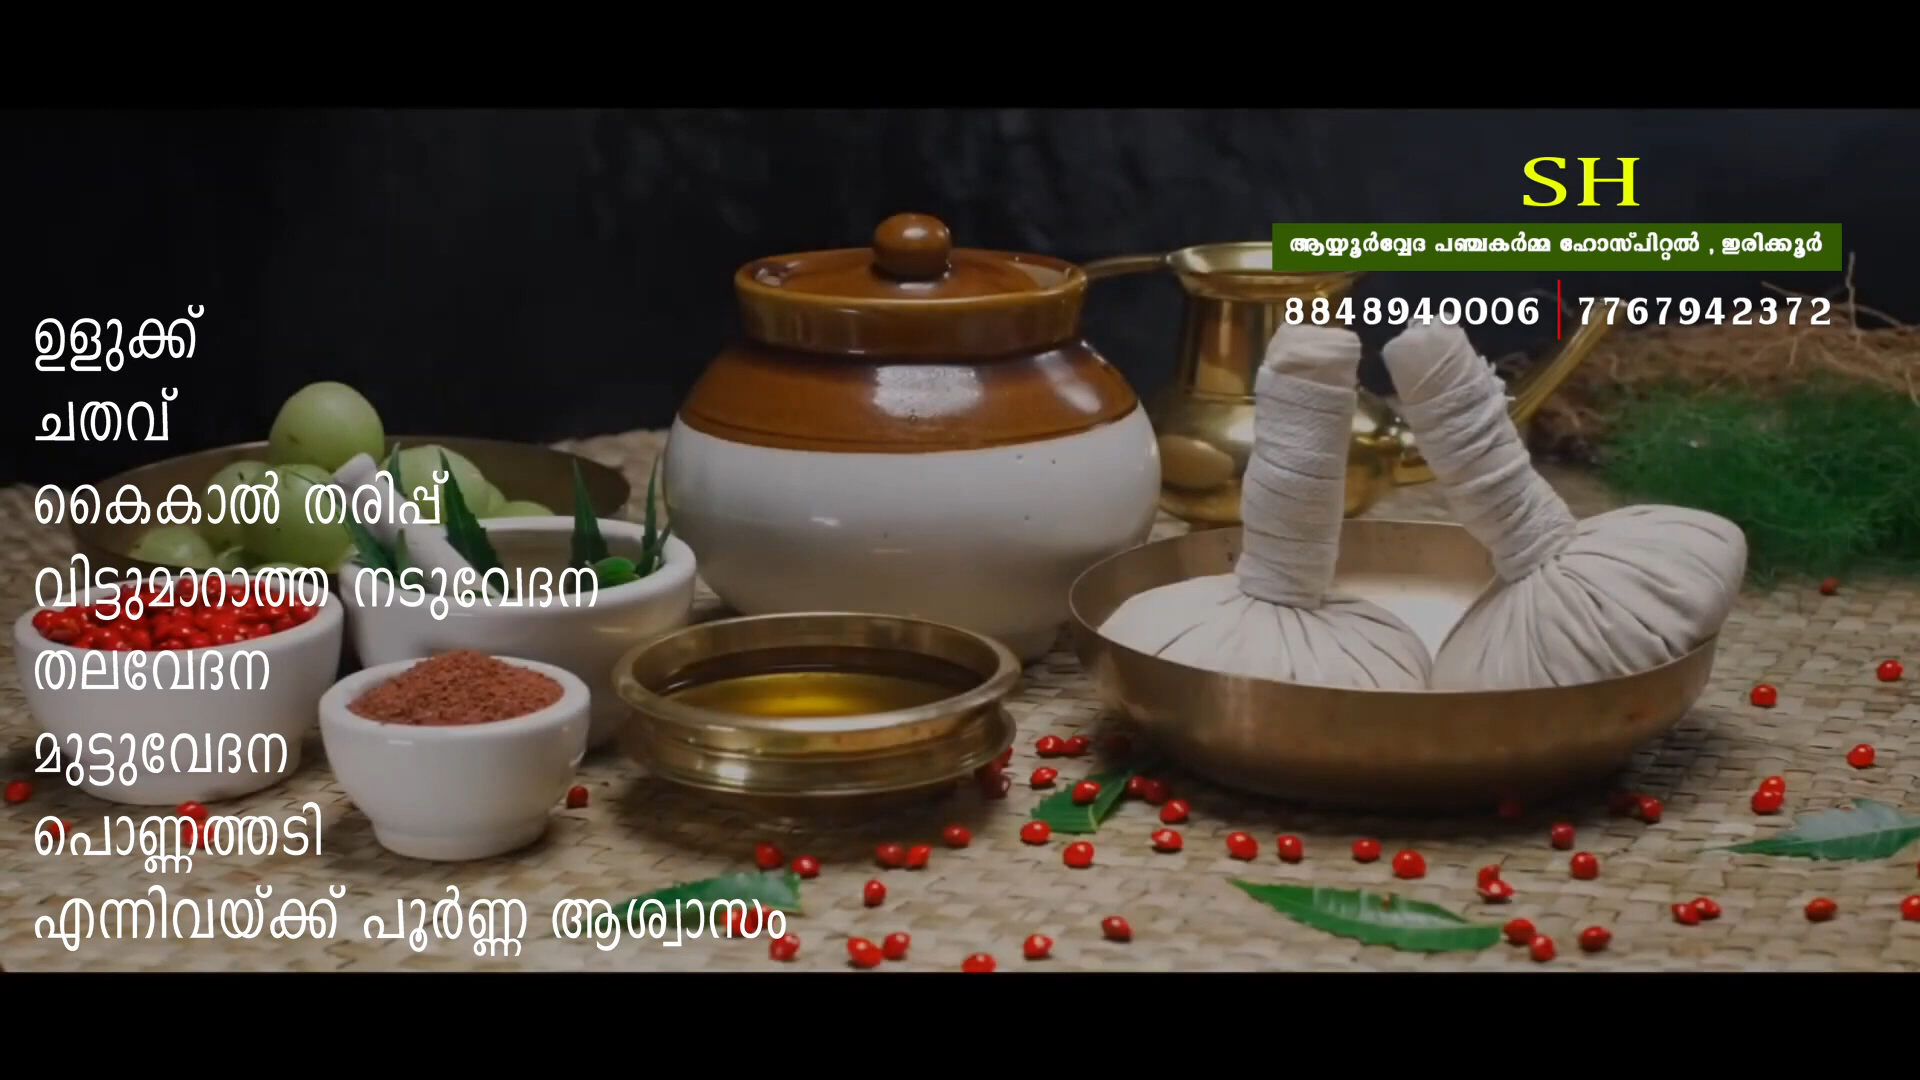 SH
ആയ്യൂർവ്വേദ പഞ്ചകർമ്മ ഹോസ്പിറ്റൽ , ഇരിക്കൂർ
8848940006 | 7767942372
ഉളുക്ക്
ചതവ്
കൈകാൽ തരിപ്പ്
വിട്ടുമാറാത്ത നടുവേദന
തലവേദന
മുട്ടുവേദന
പൊണ്ണത്തടി
എന്നിവയ്ക്ക് പൂർണ്ണ ആശ്വാസം